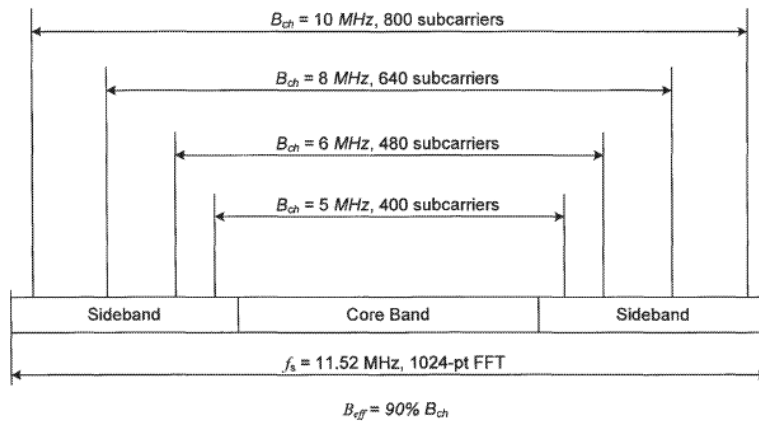 B_ch = 10 MHz, 800 subcarriers
B_ch = 8 MHz, 640 subcarriers
B_ch = 6 MHz, 480 subcarriers
B_ch = 5 MHz, 400 subcarriers
Sideband Core Band Sideband
f_s = 11.52 MHz, 1024-pt FFT
B_eff = 90% B_ch